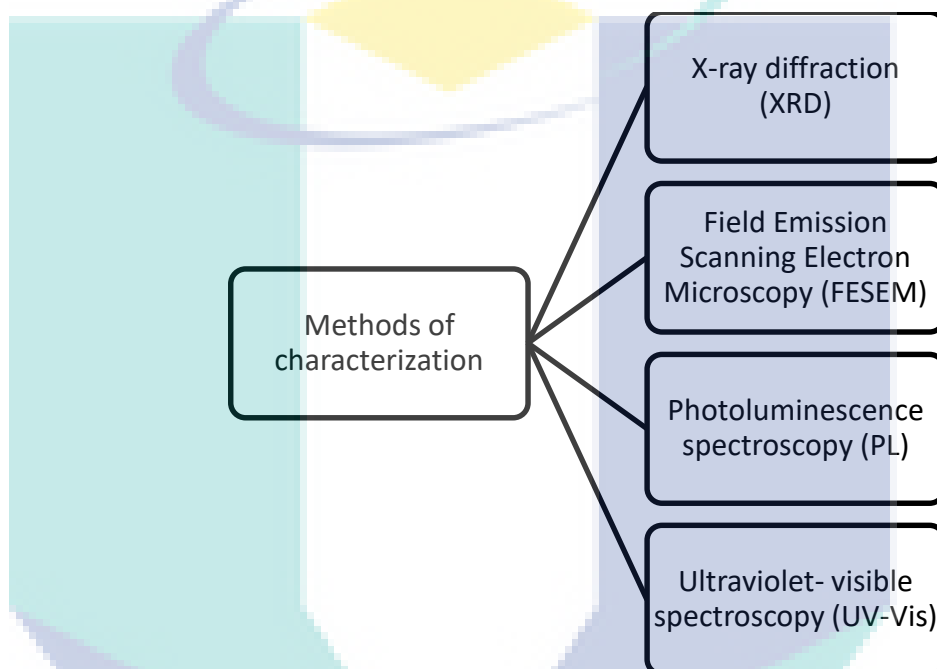 X-ray diffraction
(XRD)
Field Emission
Scanning Electron
Microscopy (FESEM)
Methods of
characterization
Photoluminescence
spectroscopy (PL)
Ultraviolet- visible
spectroscopy (UV-Vis)